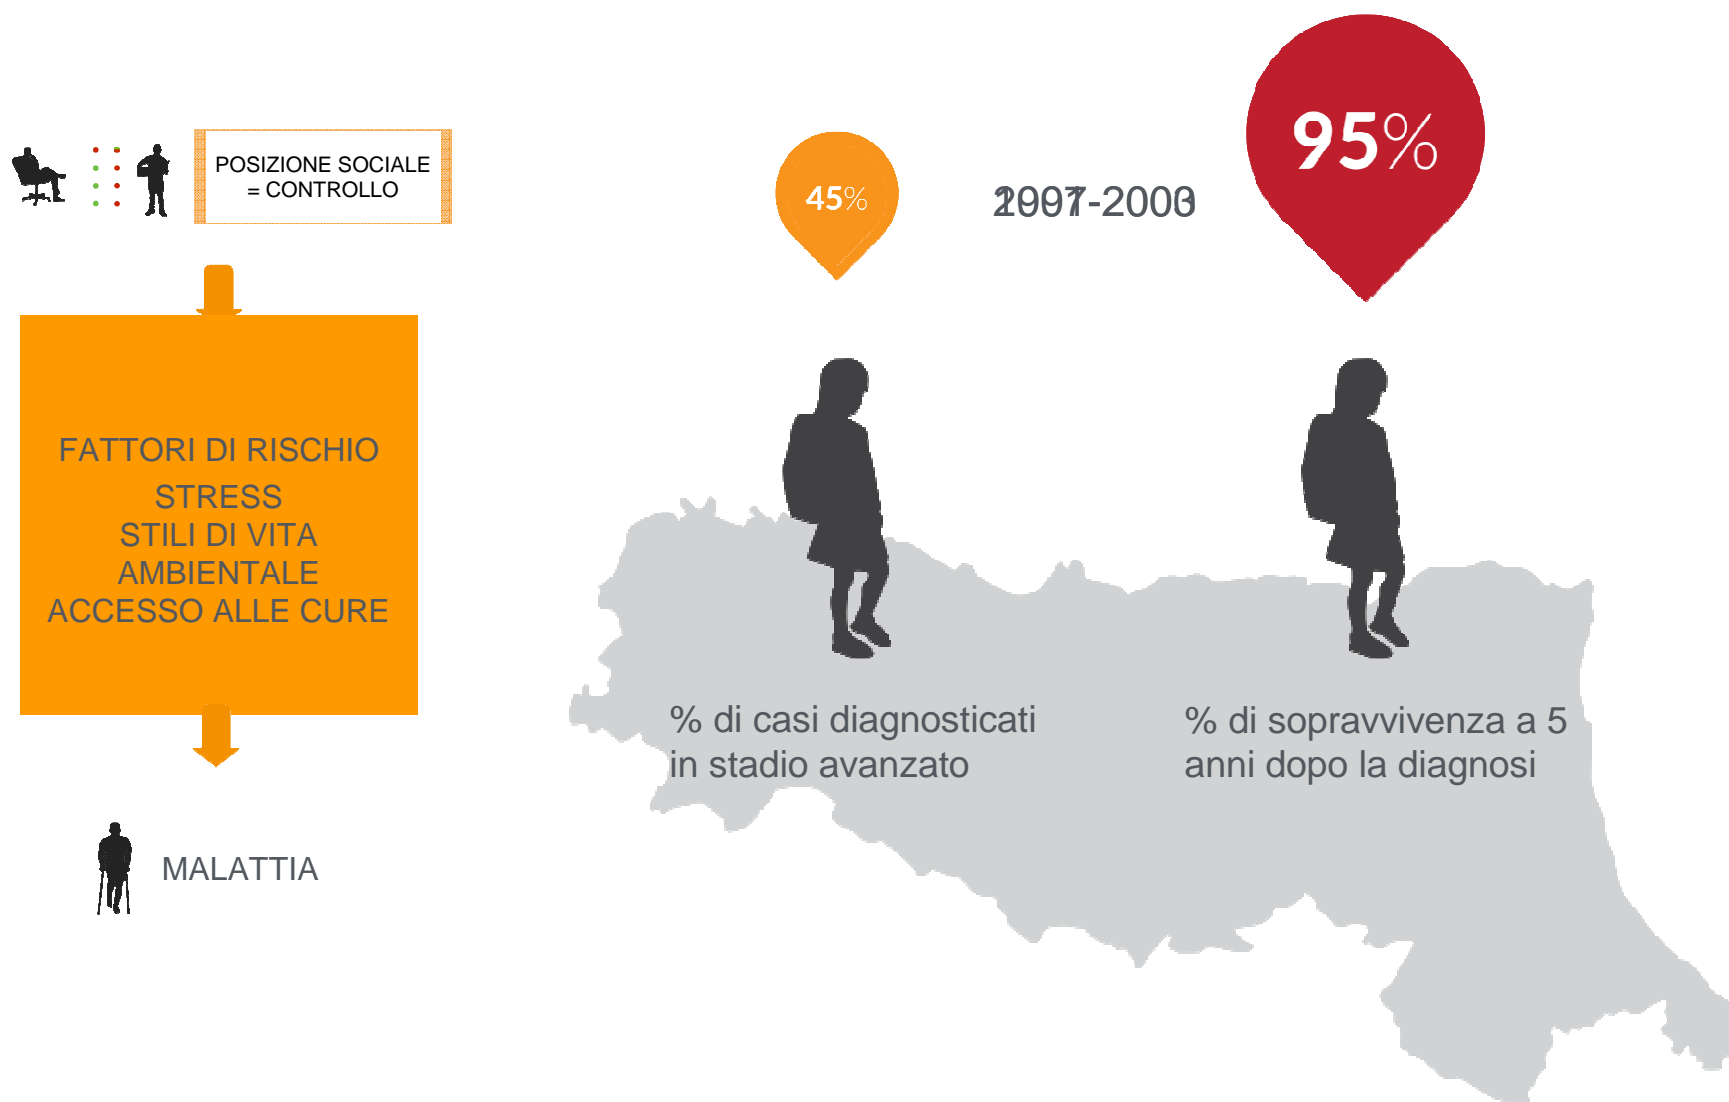 POSIZIONE SOCIALE
= CONTROLLO
FATTORI DI RISCHIO
STRESS
STILI DI VITA
AMBIENTALE
ACCESSO ALLE CURE
MALATTIA
45%
95%
% di casi diagnosticati
in stadio avanzato
% di sopravvivenza a 5
anni dopo la diagnosi